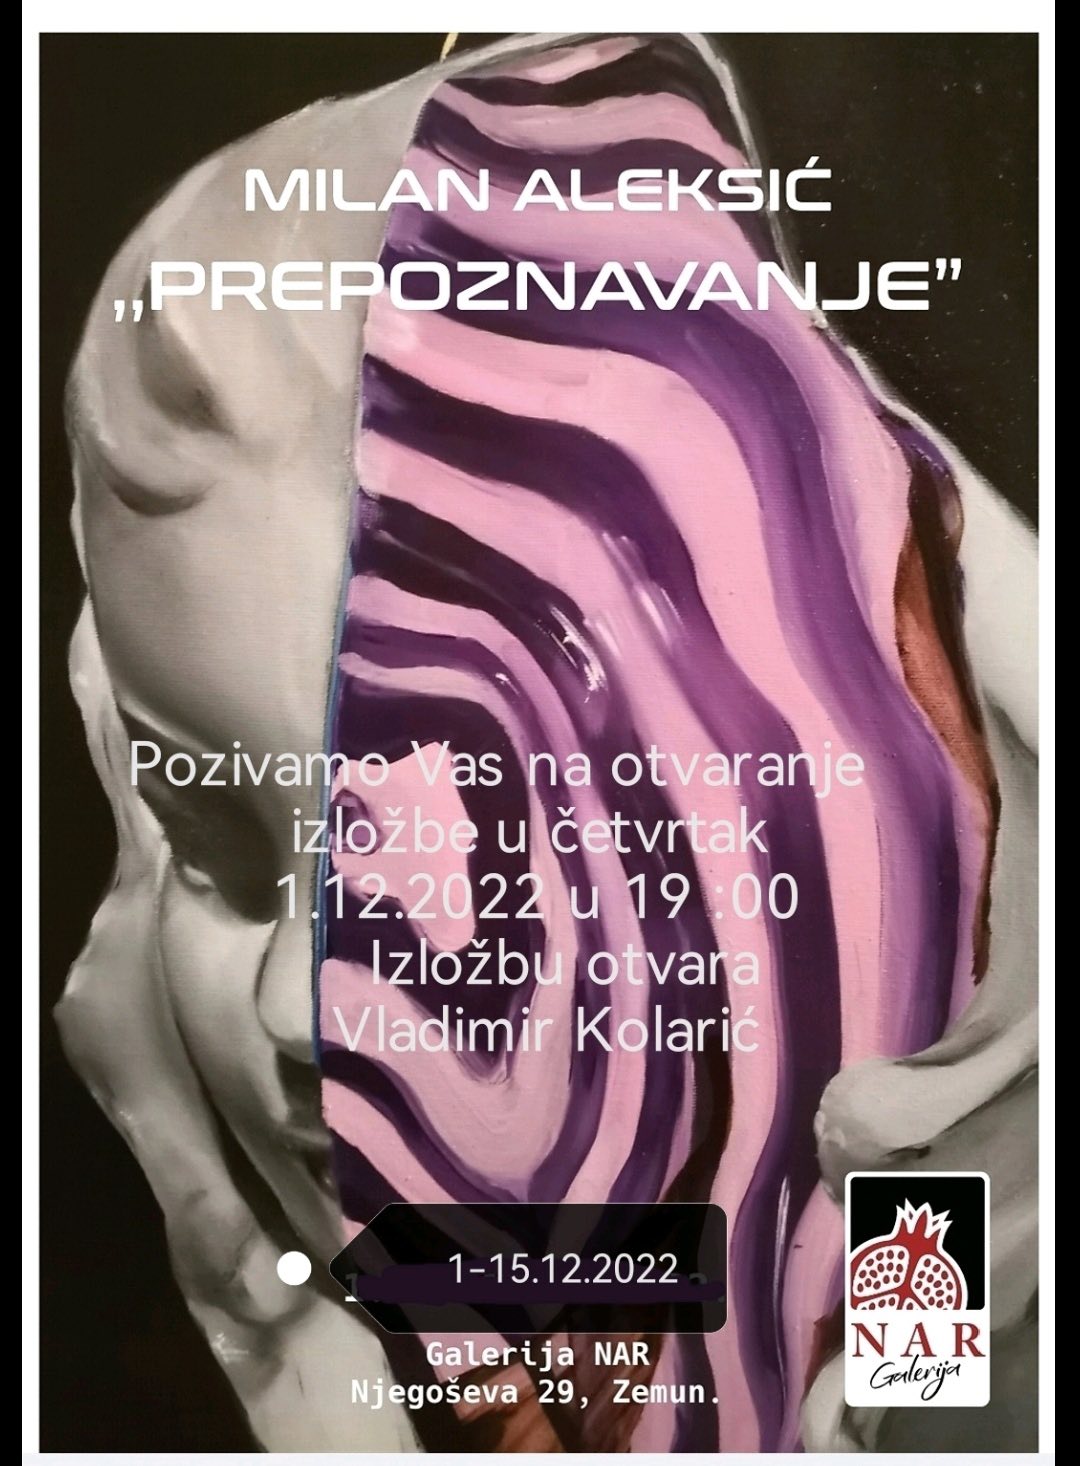 MILAN ALEKSIĆ
„PREPOZNAVANJE”
Pozivamo Vas na otvaranje
izložbe u četvrtak
1.12.2022 u 19 :00
Izložbu otvara
Vladimir Kolarić
1-15.12.2022
Galerija NAR
Njegoševa 29, Zemun.
NAR
Galerija